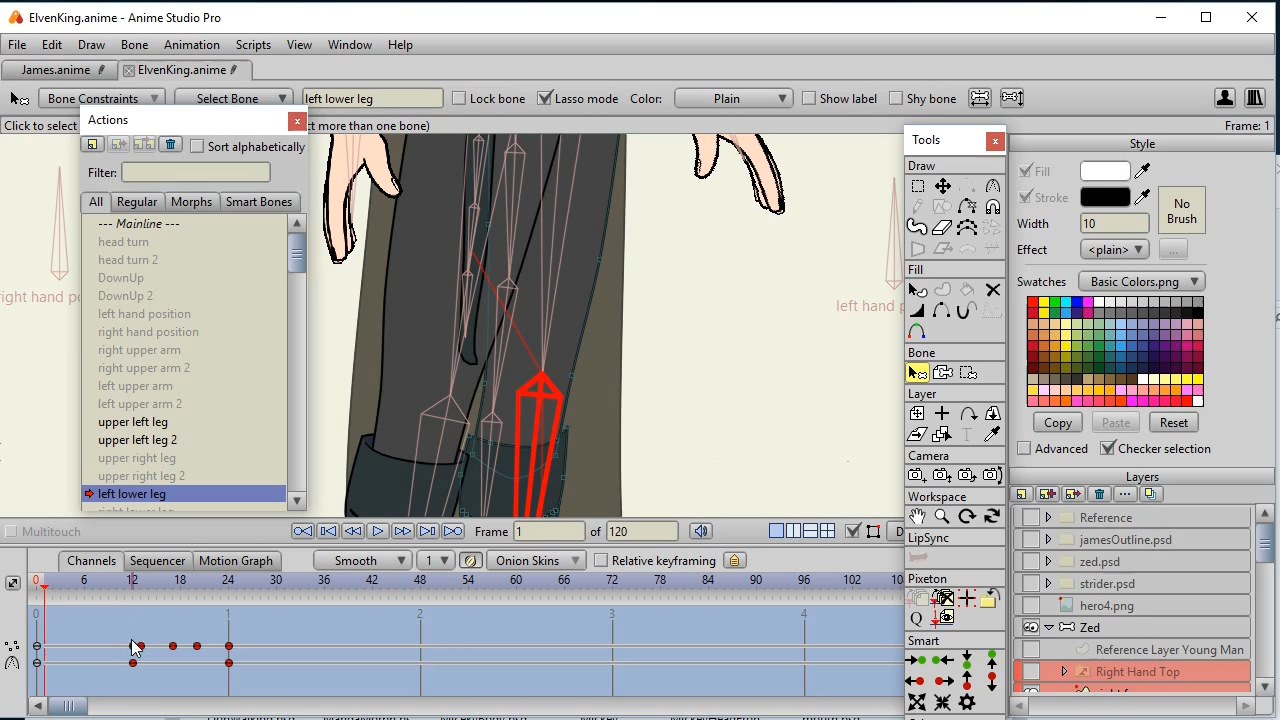 ElvenKing.anime - Anime Studio Pro
File Edit Draw Bone Animation Scripts View Window Help
James.anime ElvenKing.anime
Bone Constraints Select Bone left lower leg Lock bone Lasso mode Color: Plain Show label Shy bone
Click to select
ct more than one bone)
Frame: 1
Actions
Sort alphabetically
Filter:
All Regular Morphs Smart Bones
--- Mainline ---
head turn
head turn 2
DownUp
DownUp 2
left hand position
right hand position
right upper arm
right upper arm 2
left upper arm
left upper arm 2
upper left leg
upper left leg 2
upper right leg
upper right leg 2
left lower leg
right lower leg
right hand po
left hand p
Tools
Draw
Fill
Bone
Layer
T
Camera
Workspace
LipSync
Pixeton
Q
Smart
Style
Fill
Stroke
No Brush
Width 10
Effect <plain> ...
Swatches Basic Colors.png
Copy Paste Reset
Advanced Checker selection
Layers
Reference
jamesOutline.psd
zed.psd
strider.psd
hero4.png
Zed
Reference Layer Young Man
Right Hand Top
Multitouch
Frame 1 of 120
D
Channels Sequencer Motion Graph Smooth 1 Onion Skins Relative keyframing
0 6 12 18 24 30 36 42 48 54 60 66 72 78 84 90 96 102
0 1 2 3 4